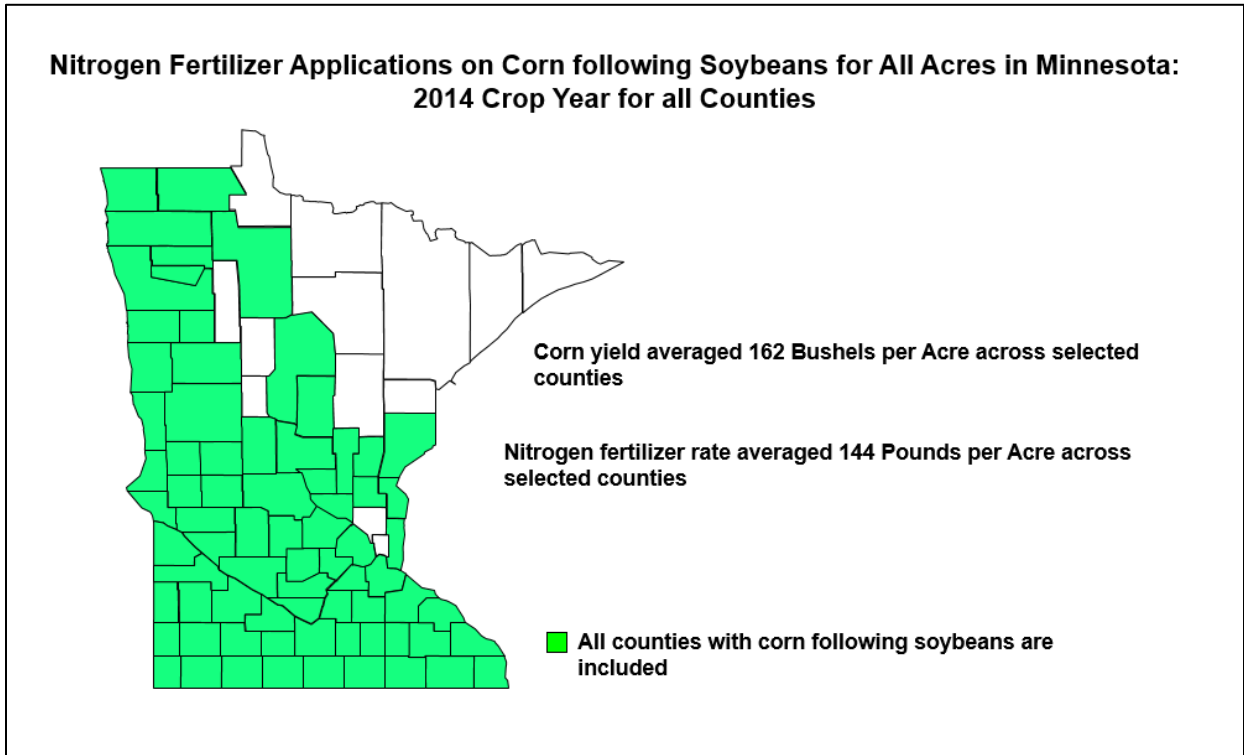 Nitrogen Fertilizer Applications on Corn following Soybeans for All Acres in Minnesota:
2014 Crop Year for all Counties
Corn yield averaged 162 Bushels per Acre across selected
counties
Nitrogen fertilizer rate averaged 144 Pounds per Acre across
selected counties
All counties with corn following soybeans are
included